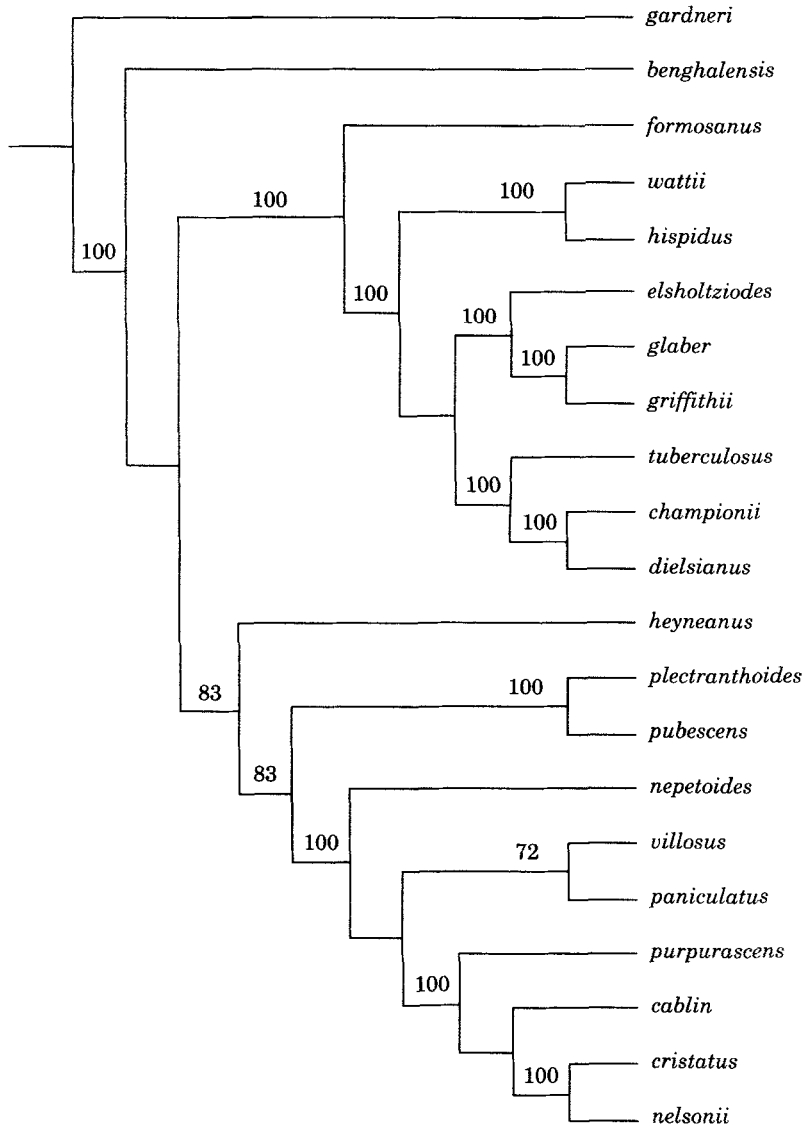 gardneri
benghalensis
formosanus
100
wattii
100
hispidus
100
elsholtziodes
100
100
glaber
100
griffithii
tuberculosus
100
championii
100
dielsianus
heyneanus
plectranthoides
83
100
pubescens
83
nepetoides
100
villosus
72
paniculatus
purpurascens
100
cablin
cristatus
100
nelsonii